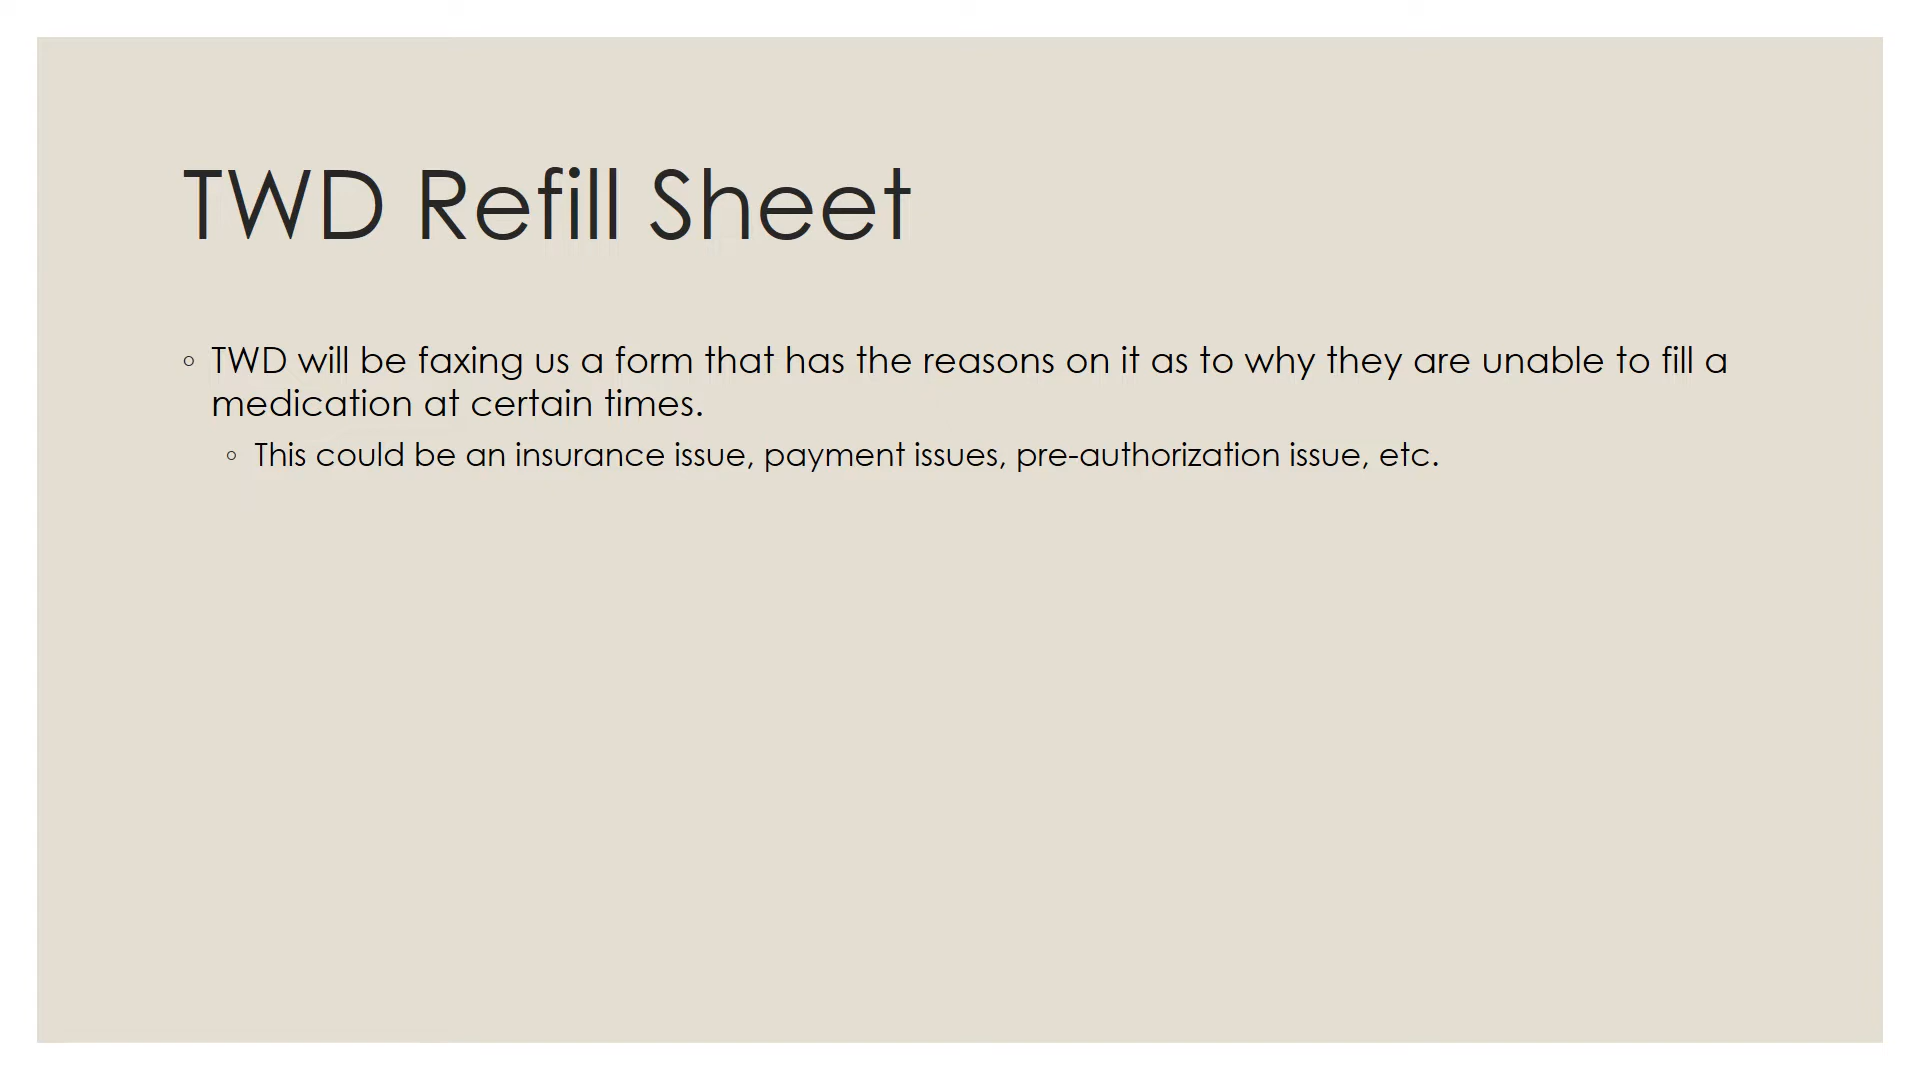 TWD Refill Sheet
◦ TWD will be faxing us a form that has the reasons on it as to why they are unable to fill a
medication at certain times.
◦ This could be an insurance issue, payment issues, pre-authorization issue, etc.